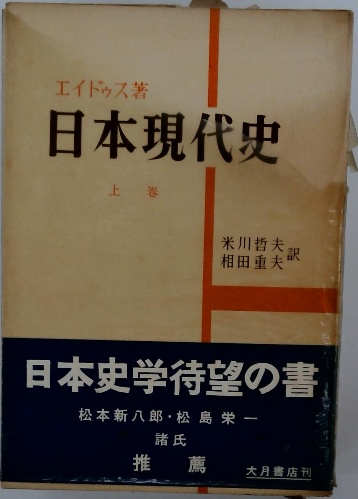 エイドゥス著
日本現代史
上巻
米川哲夫
相田重夫 訳
日本史学待望の書
松本新八郎・松島栄一
諸氏
推薦
大月書店刊